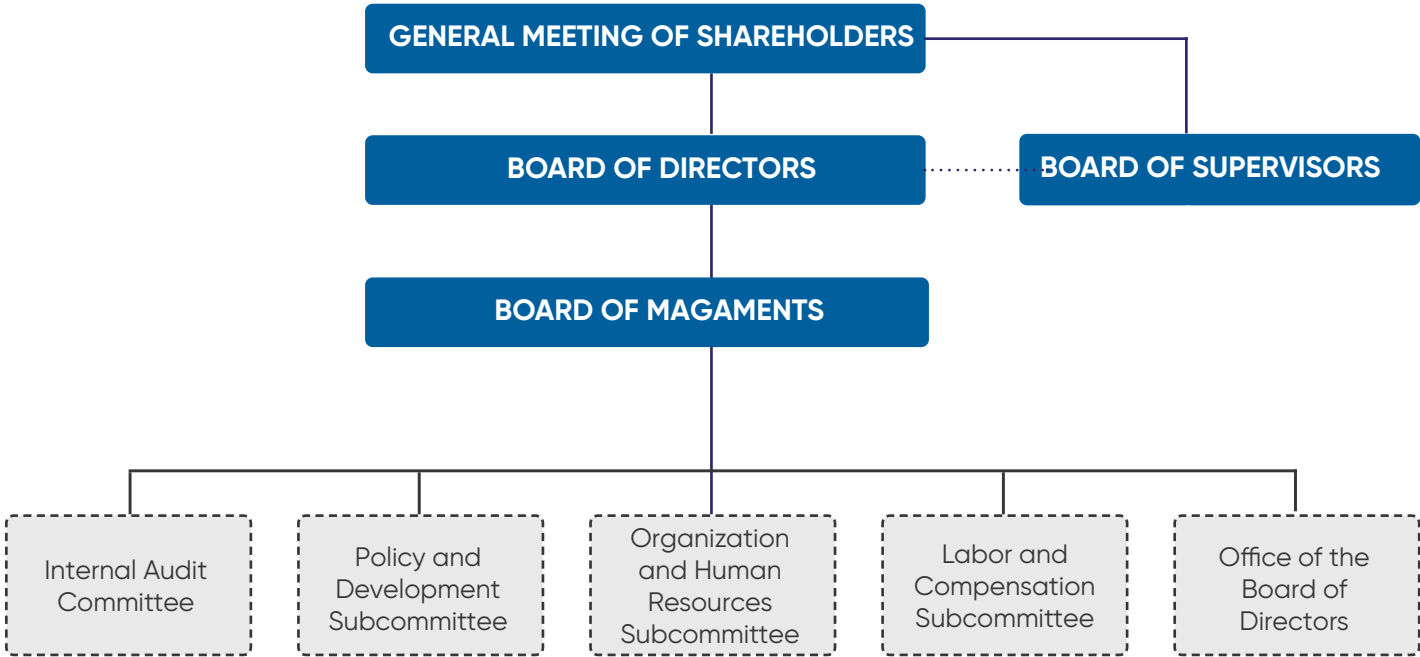 GENERAL MEETING OF SHAREHOLDERS
BOARD OF DIRECTORS
BOARD OF SUPERVISORS
BOARD OF MAGAMENTS
Internal Audit
Committee
Policy and
Development
Subcommittee
Organization
and Human
Resources
Subcommittee
Labor and
Compensation
Subcommittee
Office of the
Board of
Directors